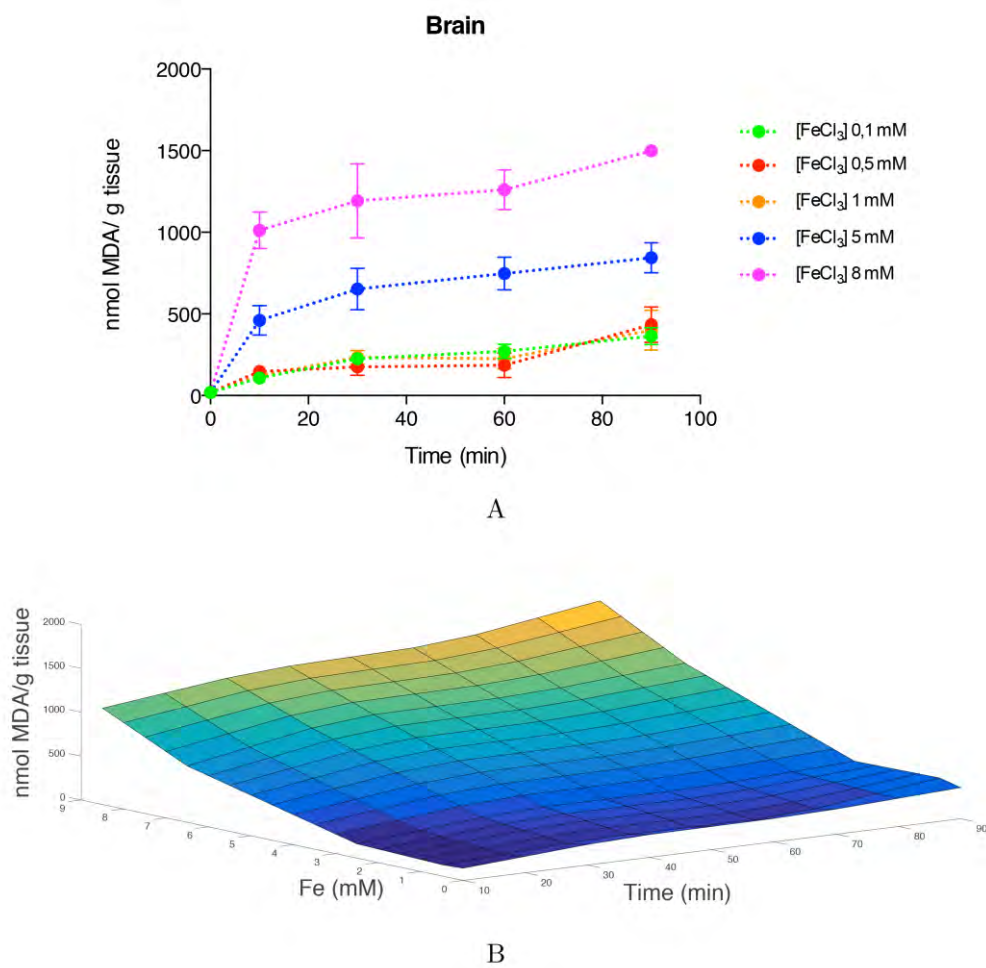 Brain
2000
1500
1000
500
0
0 20 40 60 80 100
nmol MDA/ g tissue
Time (min)
[FeCl₃] 0,1 mM
[FeCl₃] 0,5 mM
[FeCl₃] 1 mM
[FeCl₃] 5 mM
[FeCl₃] 8 mM
A
nmol MDA/g tissue
2000
1500
1000
500
0
9 8 7 6 5 4 3 2 1 0
Fe (mM)
10 20 30 40 50 60 70 80 90
Time (min)
B